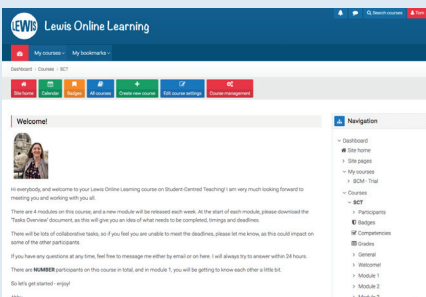 LEWIS Lewis Online Learning
Search courses
My courses My bookmarks
Dashboard Courses SCT
Site home Calendar Badges All courses Create new course Edit course settings Course management
Welcome!
Hi everybody, and welcome to your Lewis Online Learning course on Student-Centred Teaching! I am very much looking forward to
meeting you and working with you all.
There are 4 modules on this course, and a new module will be released each week. At the start of each module, please download the
'Tasks Overview' document, as this will give you an idea of what needs to be completed, timings and deadlines.
There will be lots of collaborative tasks, so if you feel you are unable to meet the deadlines, please let me know, as this could impact on
some of the other participants.
If you have any questions at any time, feel free to message me either by email or on here. I will always try to answer within 24 hours.
There are NUMBER participants on this course in total, and in module 1, you will be getting to know each other a little bit.
So let's get started - enjoy!
Navigation
Dashboard
Site home
Site pages
My courses
SCM - Trial
Courses
SCT
Participants
Badges
Competencies
Grades
General
Welcome!
Module 1
Module 2